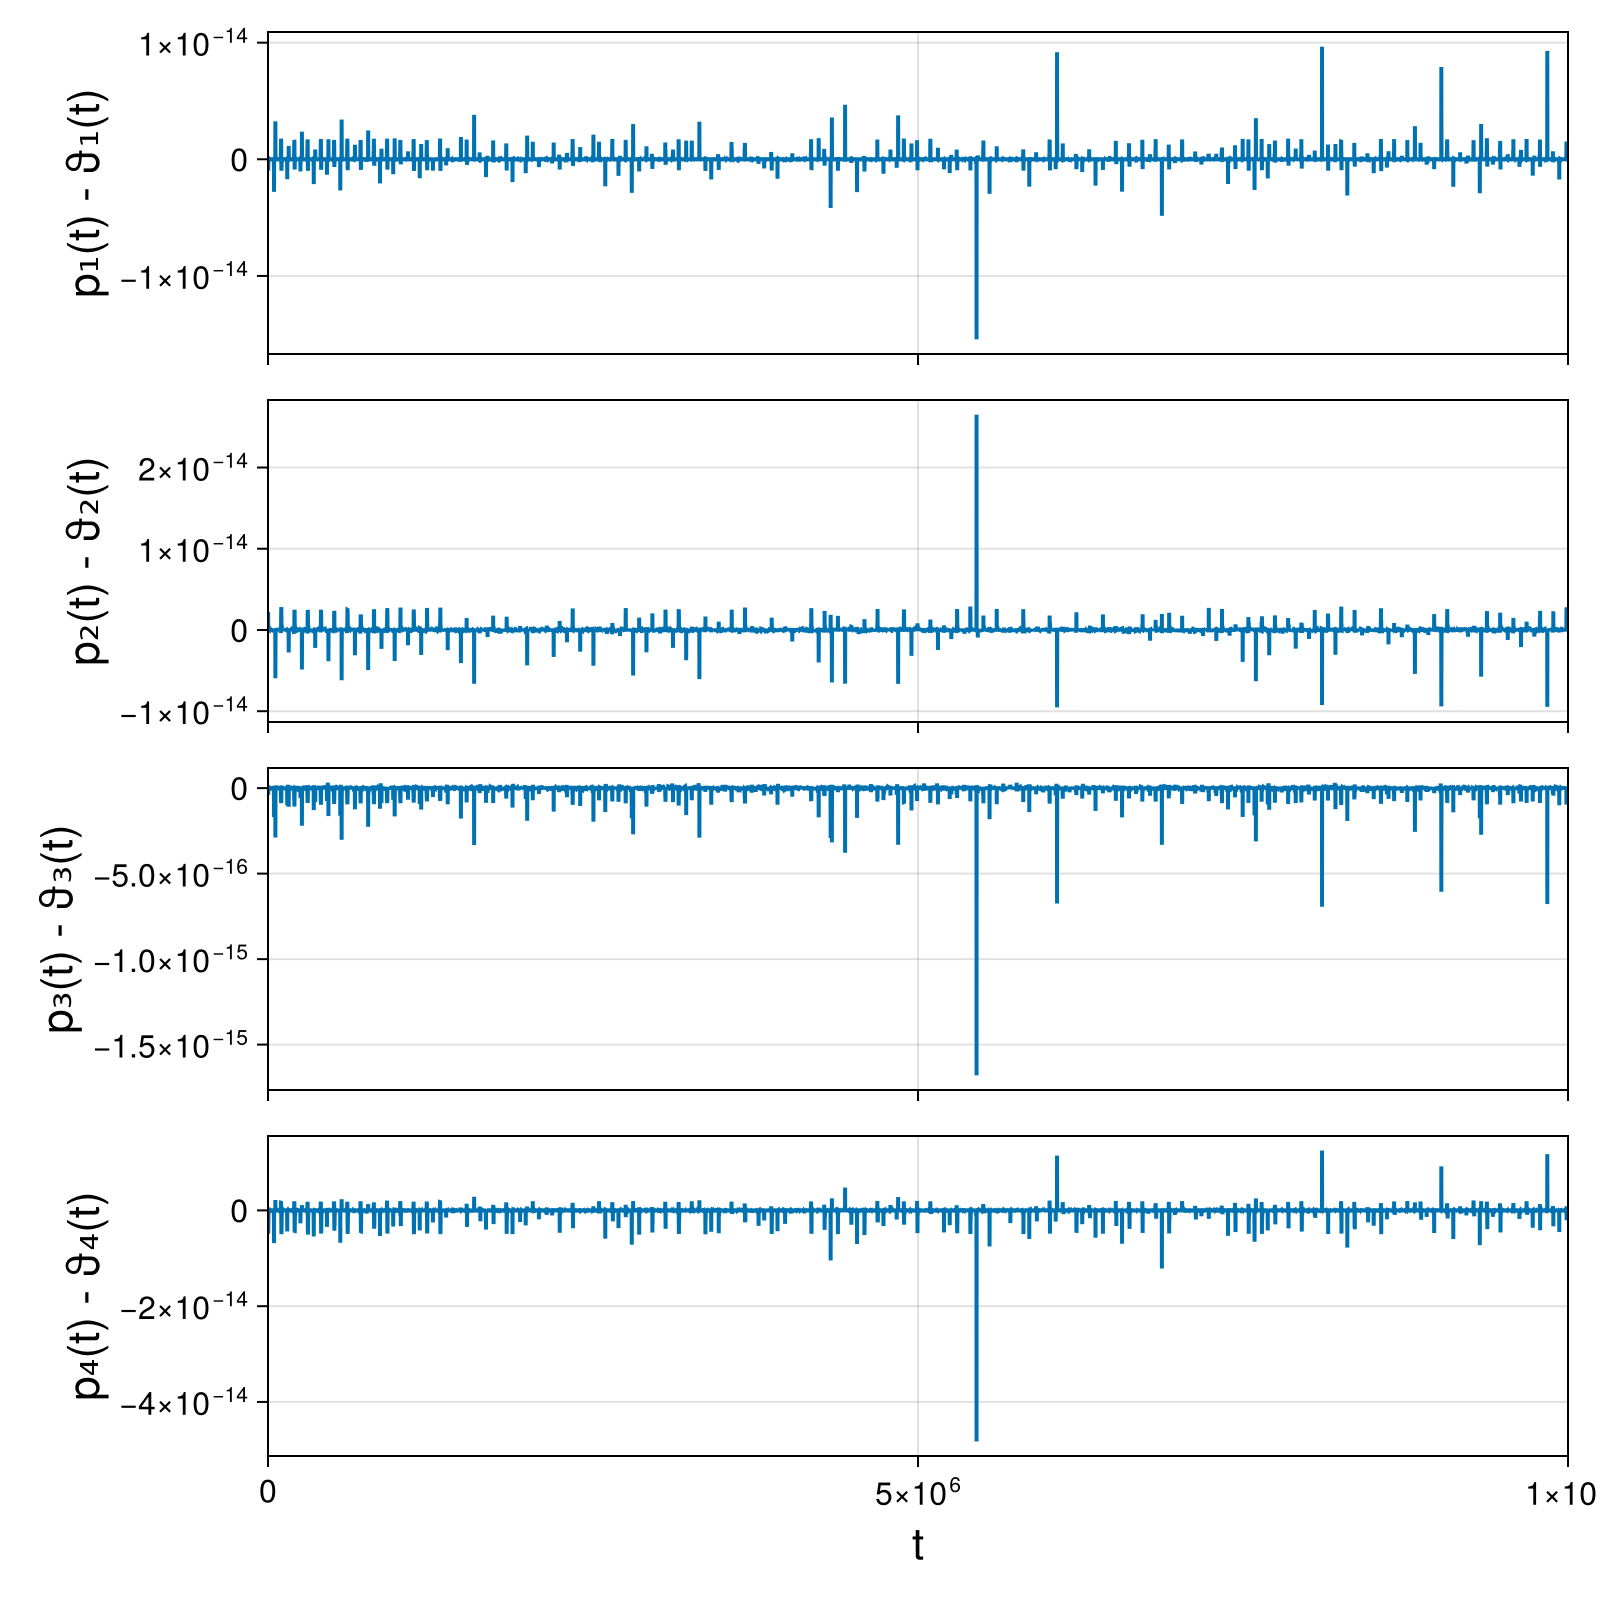 p₁(t) - ϑ₁(t)
1×10⁻¹⁴
0
−1×10⁻¹⁴
p₂(t) - ϑ₂(t)
2×10⁻¹⁴
1×10⁻¹⁴
0
−1×10⁻¹⁴
p₃(t) - ϑ₃(t)
0
−5.0×10⁻¹⁶
−1.0×10⁻¹⁵
−1.5×10⁻¹⁵
p₄(t) - ϑ₄(t)
0
−2×10⁻¹⁴
−4×10⁻¹⁴
0 5×10⁶ 1×10
t